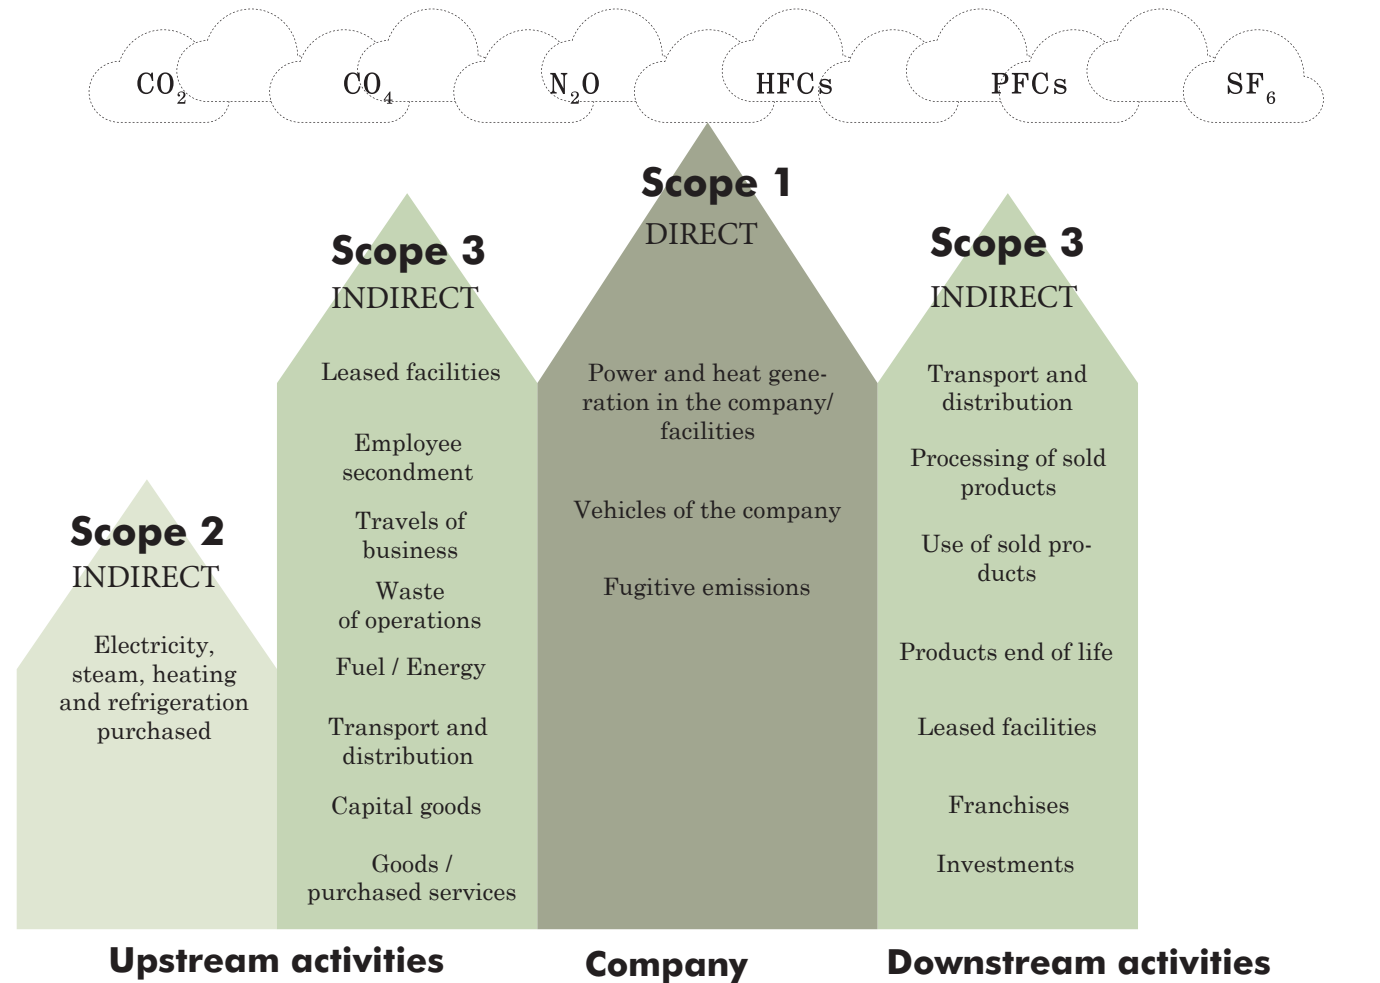 CO2 CO4 N2O HFCs PFCs SF6
Scope 1
DIRECT
Power and heat gene-
ration in the company/
facilities
Vehicles of the company
Fugitive emissions
Scope 3
INDIRECT
Leased facilities
Employee
secondment
Travels of
business
Waste
of operations
Fuel / Energy
Transport and
distribution
Capital goods
Goods /
purchased services
Scope 3
INDIRECT
Transport and
distribution
Processing of sold
products
Use of sold pro-
ducts
Products end of life
Leased facilities
Franchises
Investments
Scope 2
INDIRECT
Electricity,
steam, heating
and refrigeration
purchased
Upstream activities
Company
Downstream activities